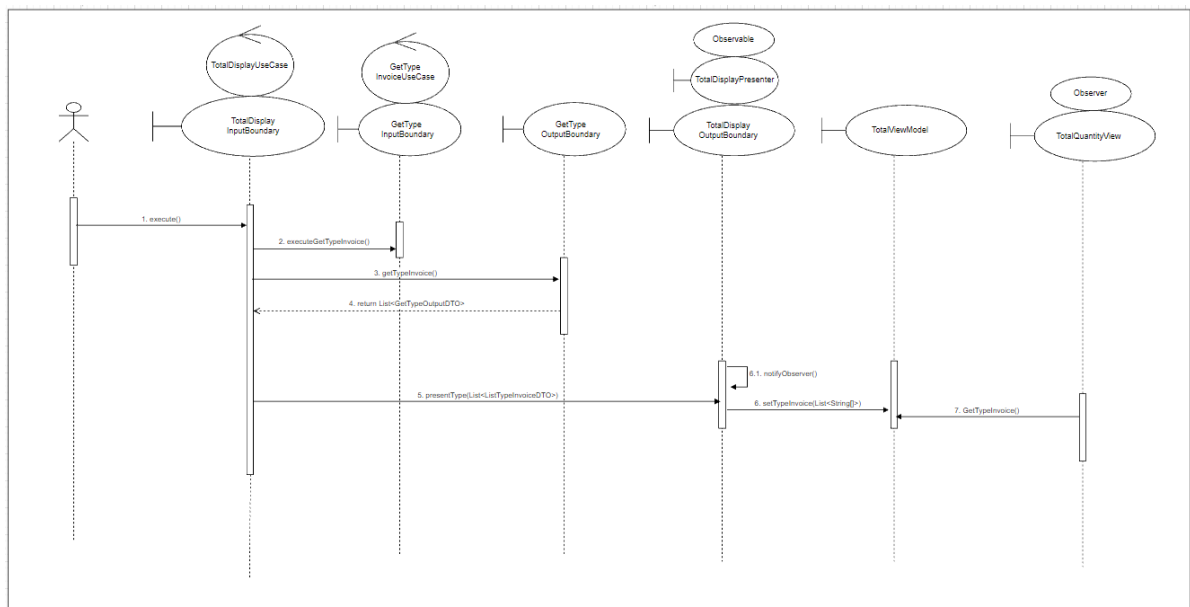 TotalDisplayUseCase
TotalDisplay
InputBoundary
GetType
InvoiceUseCase
GetType
InputBoundary
GetType
OutputBoundary
Observable
TotalDisplayPresenter
TotalDisplay
OutputBoundary
TotalViewModel
Observer
TotalQuantityView
1. execute()
2. executeGetTypeInvoice()
3. getTypeInvoice()
4. return List<GetTypeOutputDTO>
6.1. notifyObserver()
5. presentType(List<ListTypeInvoiceDTO>)
6. setTypeInvoice(List<String[]>)
7. GetTypeInvoice()